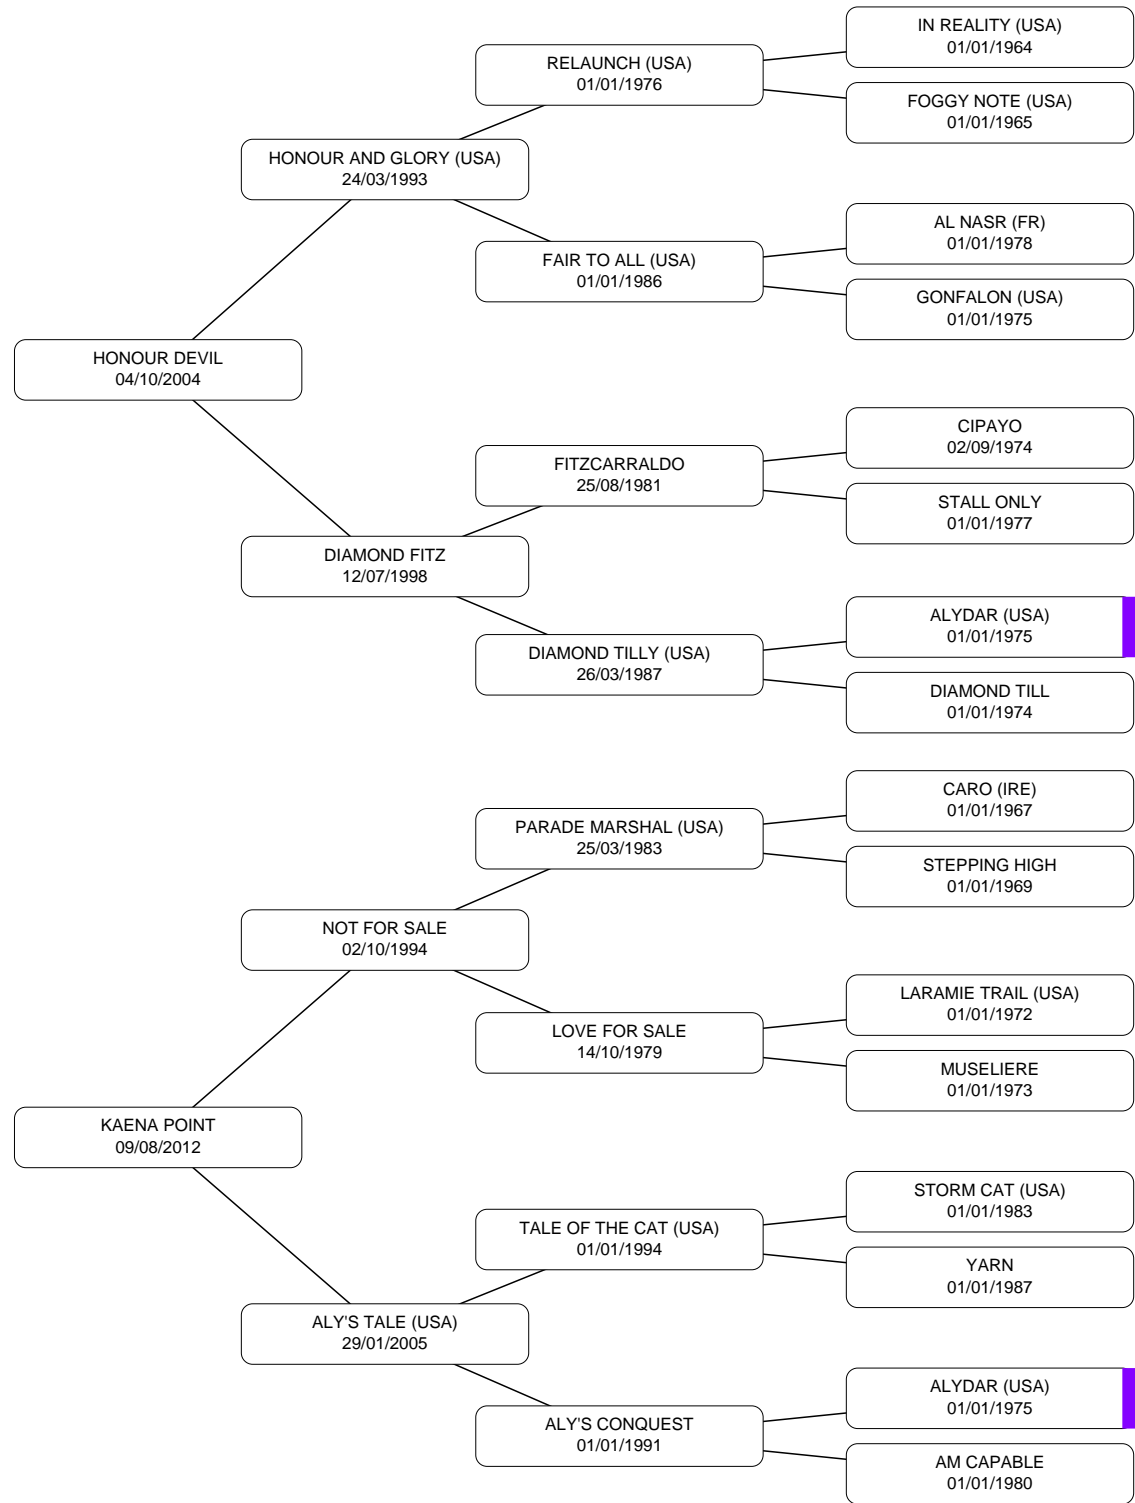 IN REALITY (USA)
01/01/1964
RELAUNCH (USA)
01/01/1976
FOGGY NOTE (USA)
01/01/1965
HONOUR AND GLORY (USA)
24/03/1993
AL NASR (FR)
01/01/1978
FAIR TO ALL (USA)
01/01/1986
GONFALON (USA)
01/01/1975
HONOUR DEVIL
04/10/2004
CIPAYO
02/09/1974
FITZCARRALDO
25/08/1981
STALL ONLY
01/01/1977
DIAMOND FITZ
12/07/1998
ALYDAR (USA)
01/01/1975
DIAMOND TILLY (USA)
26/03/1987
DIAMOND TILL
01/01/1974
CARO (IRE)
01/01/1967
PARADE MARSHAL (USA)
25/03/1983
STEPPING HIGH
01/01/1969
NOT FOR SALE
02/10/1994
LARAMIE TRAIL (USA)
01/01/1972
LOVE FOR SALE
14/10/1979
MUSELIERE
01/01/1973
KAENA POINT
09/08/2012
STORM CAT (USA)
01/01/1983
TALE OF THE CAT (USA)
01/01/1994
YARN
01/01/1987
ALY'S TALE (USA)
29/01/2005
ALYDAR (USA)
01/01/1975
ALY'S CONQUEST
01/01/1991
AM CAPABLE
01/01/1980